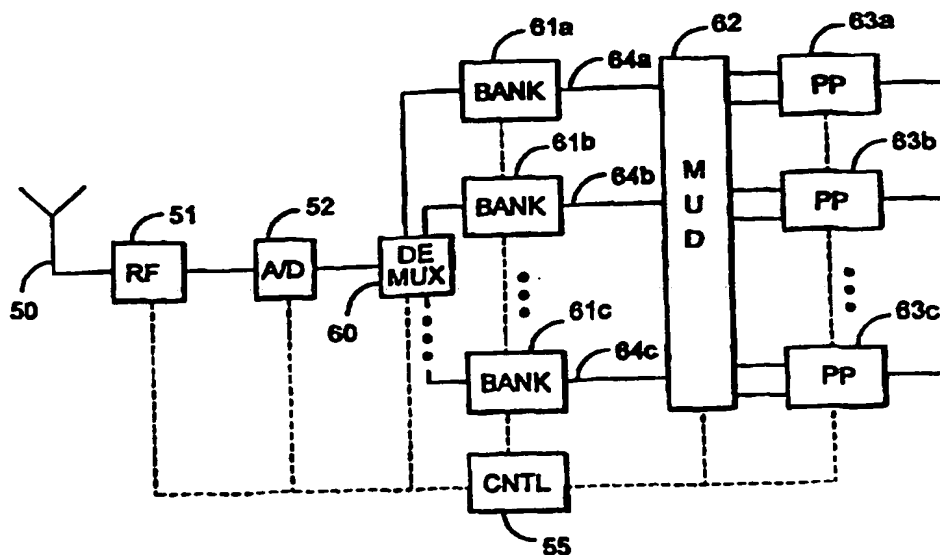 61a
62
63a
BANK
64a
PP
61b
63b
BANK
64b
M
U
D
PP
51
52
RF
A/D
DE
MUX
50
60
61c
63c
BANK
64c
PP
CNTL
55